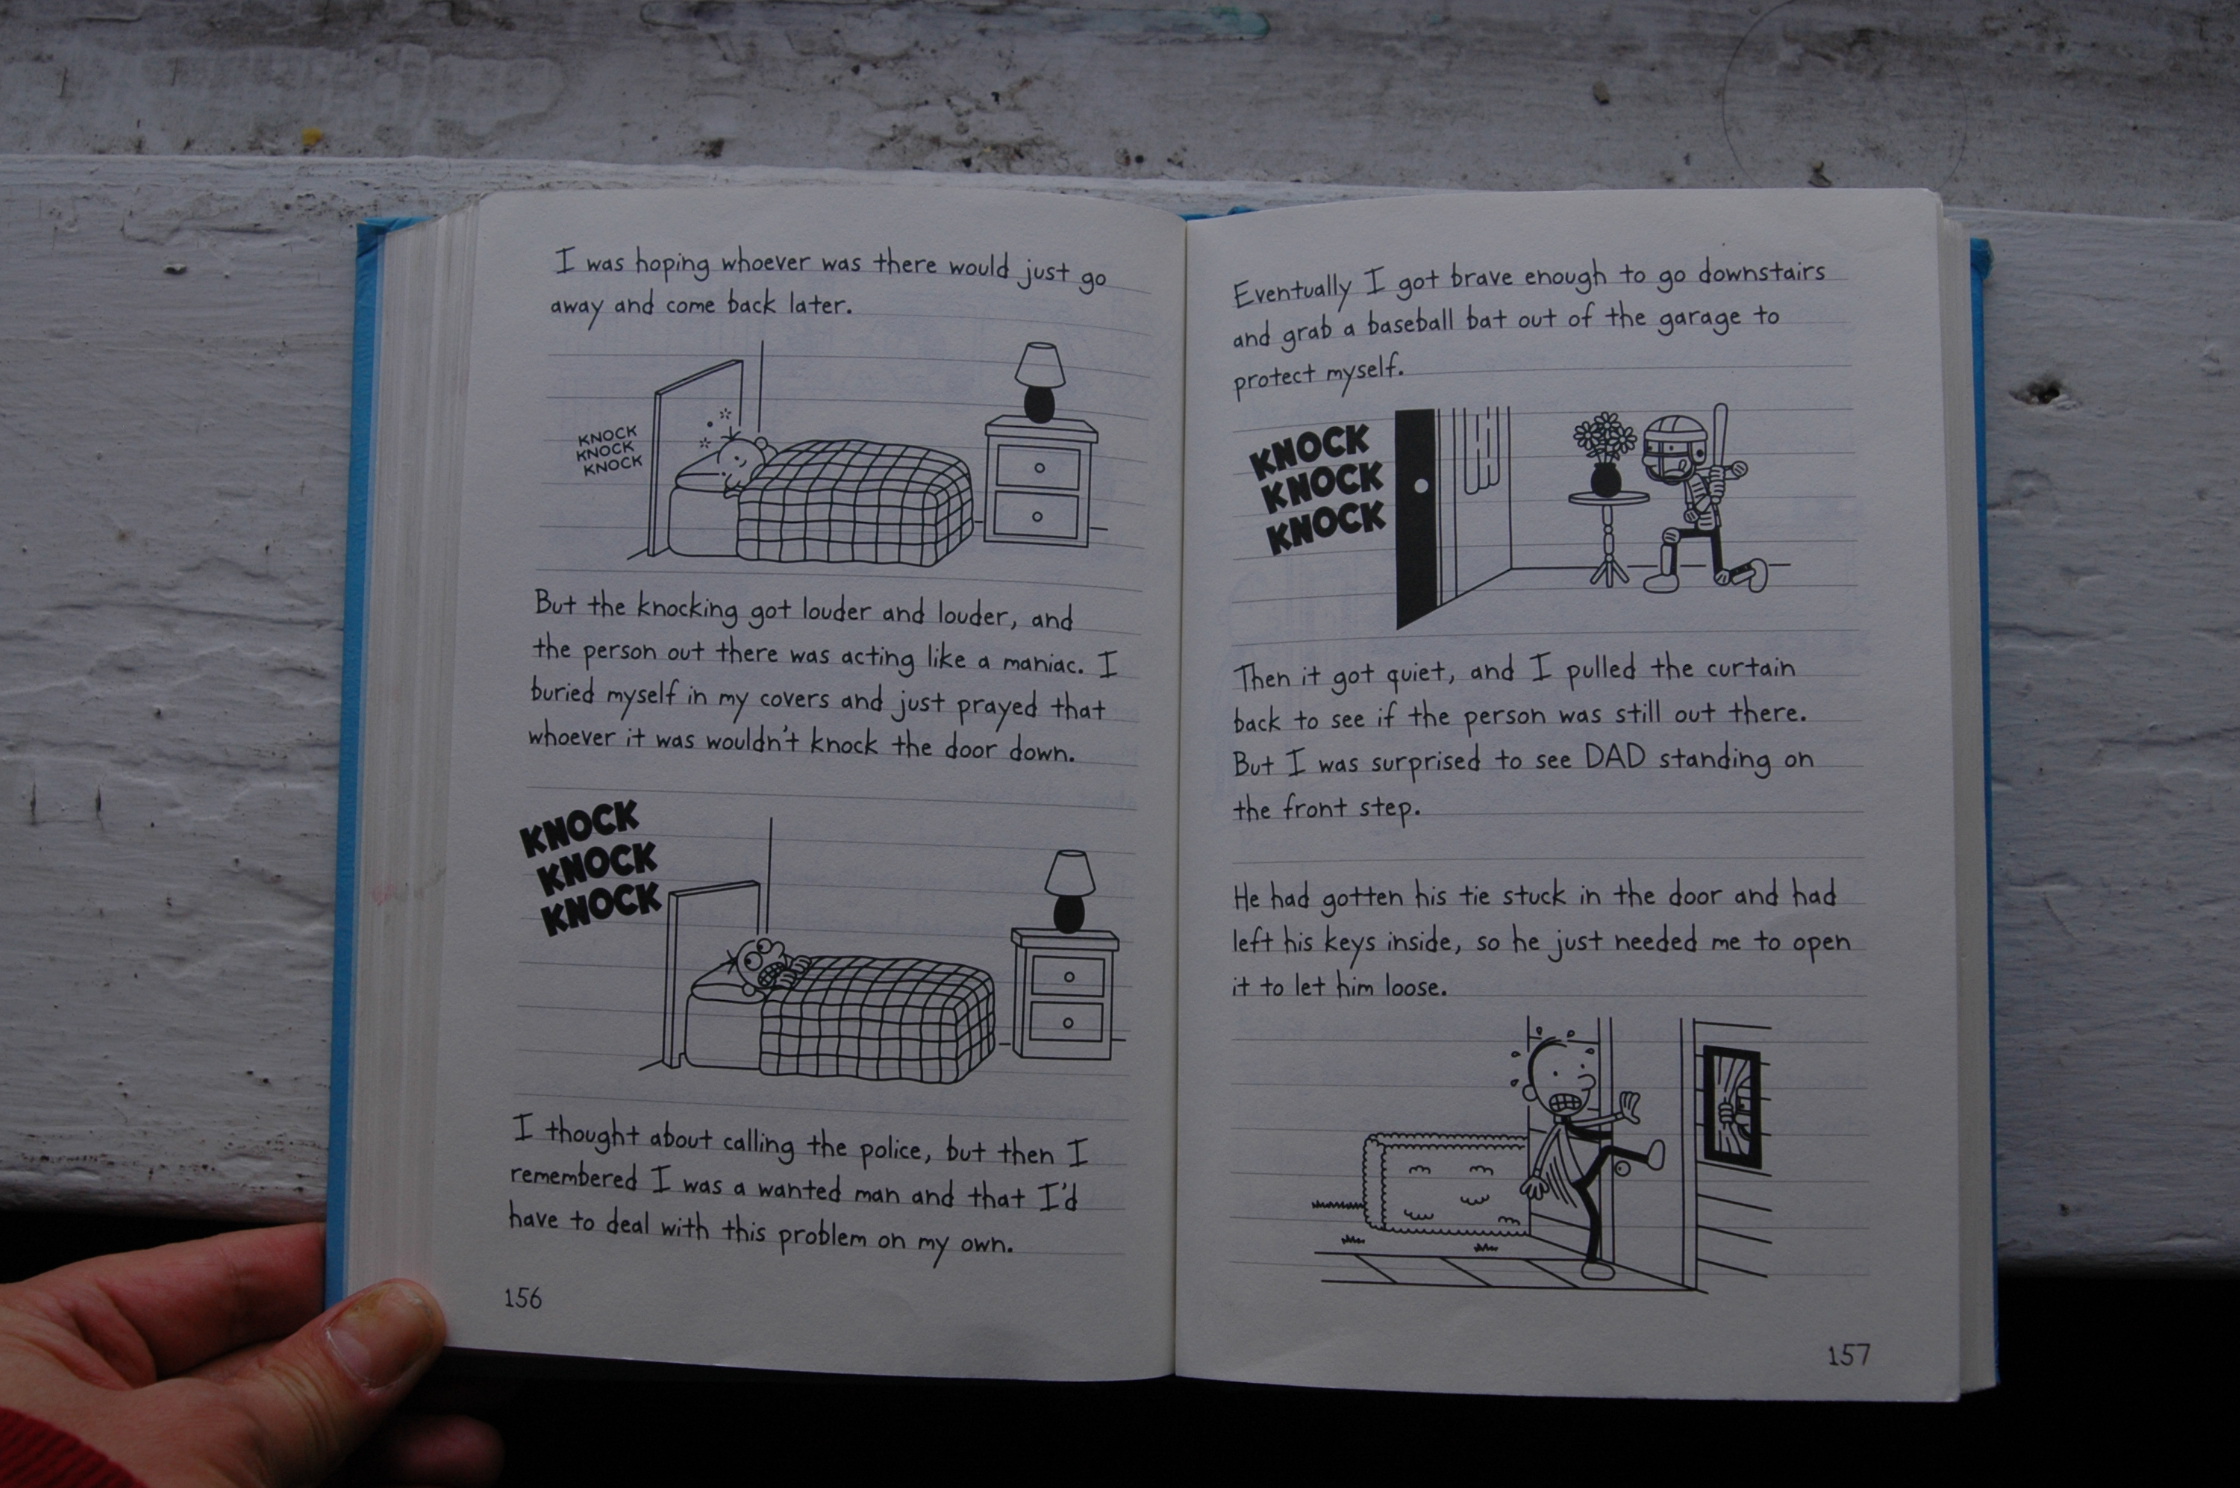 I was hoping whoever was there would just go
away and come back later.
KNOCK
KNOCK
KNOCK
But the knocking got louder and louder, and
the person out there was acting like a maniac. I
buried myself in my covers and just prayed that
whoever it was wouldn't knock the door down.
KNOCK
KNOCK
KNOCK
I thought about calling the police, but then I
remembered I was a wanted man and that I'd
have to deal with this problem on my own.
156
Eventually I got brave enough to go downstairs
and grab a baseball bat out of the garage to
protect myself.
KNOCK
KNOCK
KNOCK
Then it got quiet, and I pulled the curtain
back to see if the person was still out there.
But I was surprised to see DAD standing on
the front step.
He had gotten his tie stuck in the door and had
left his keys inside, so he just needed me to open
it to let him loose.
157